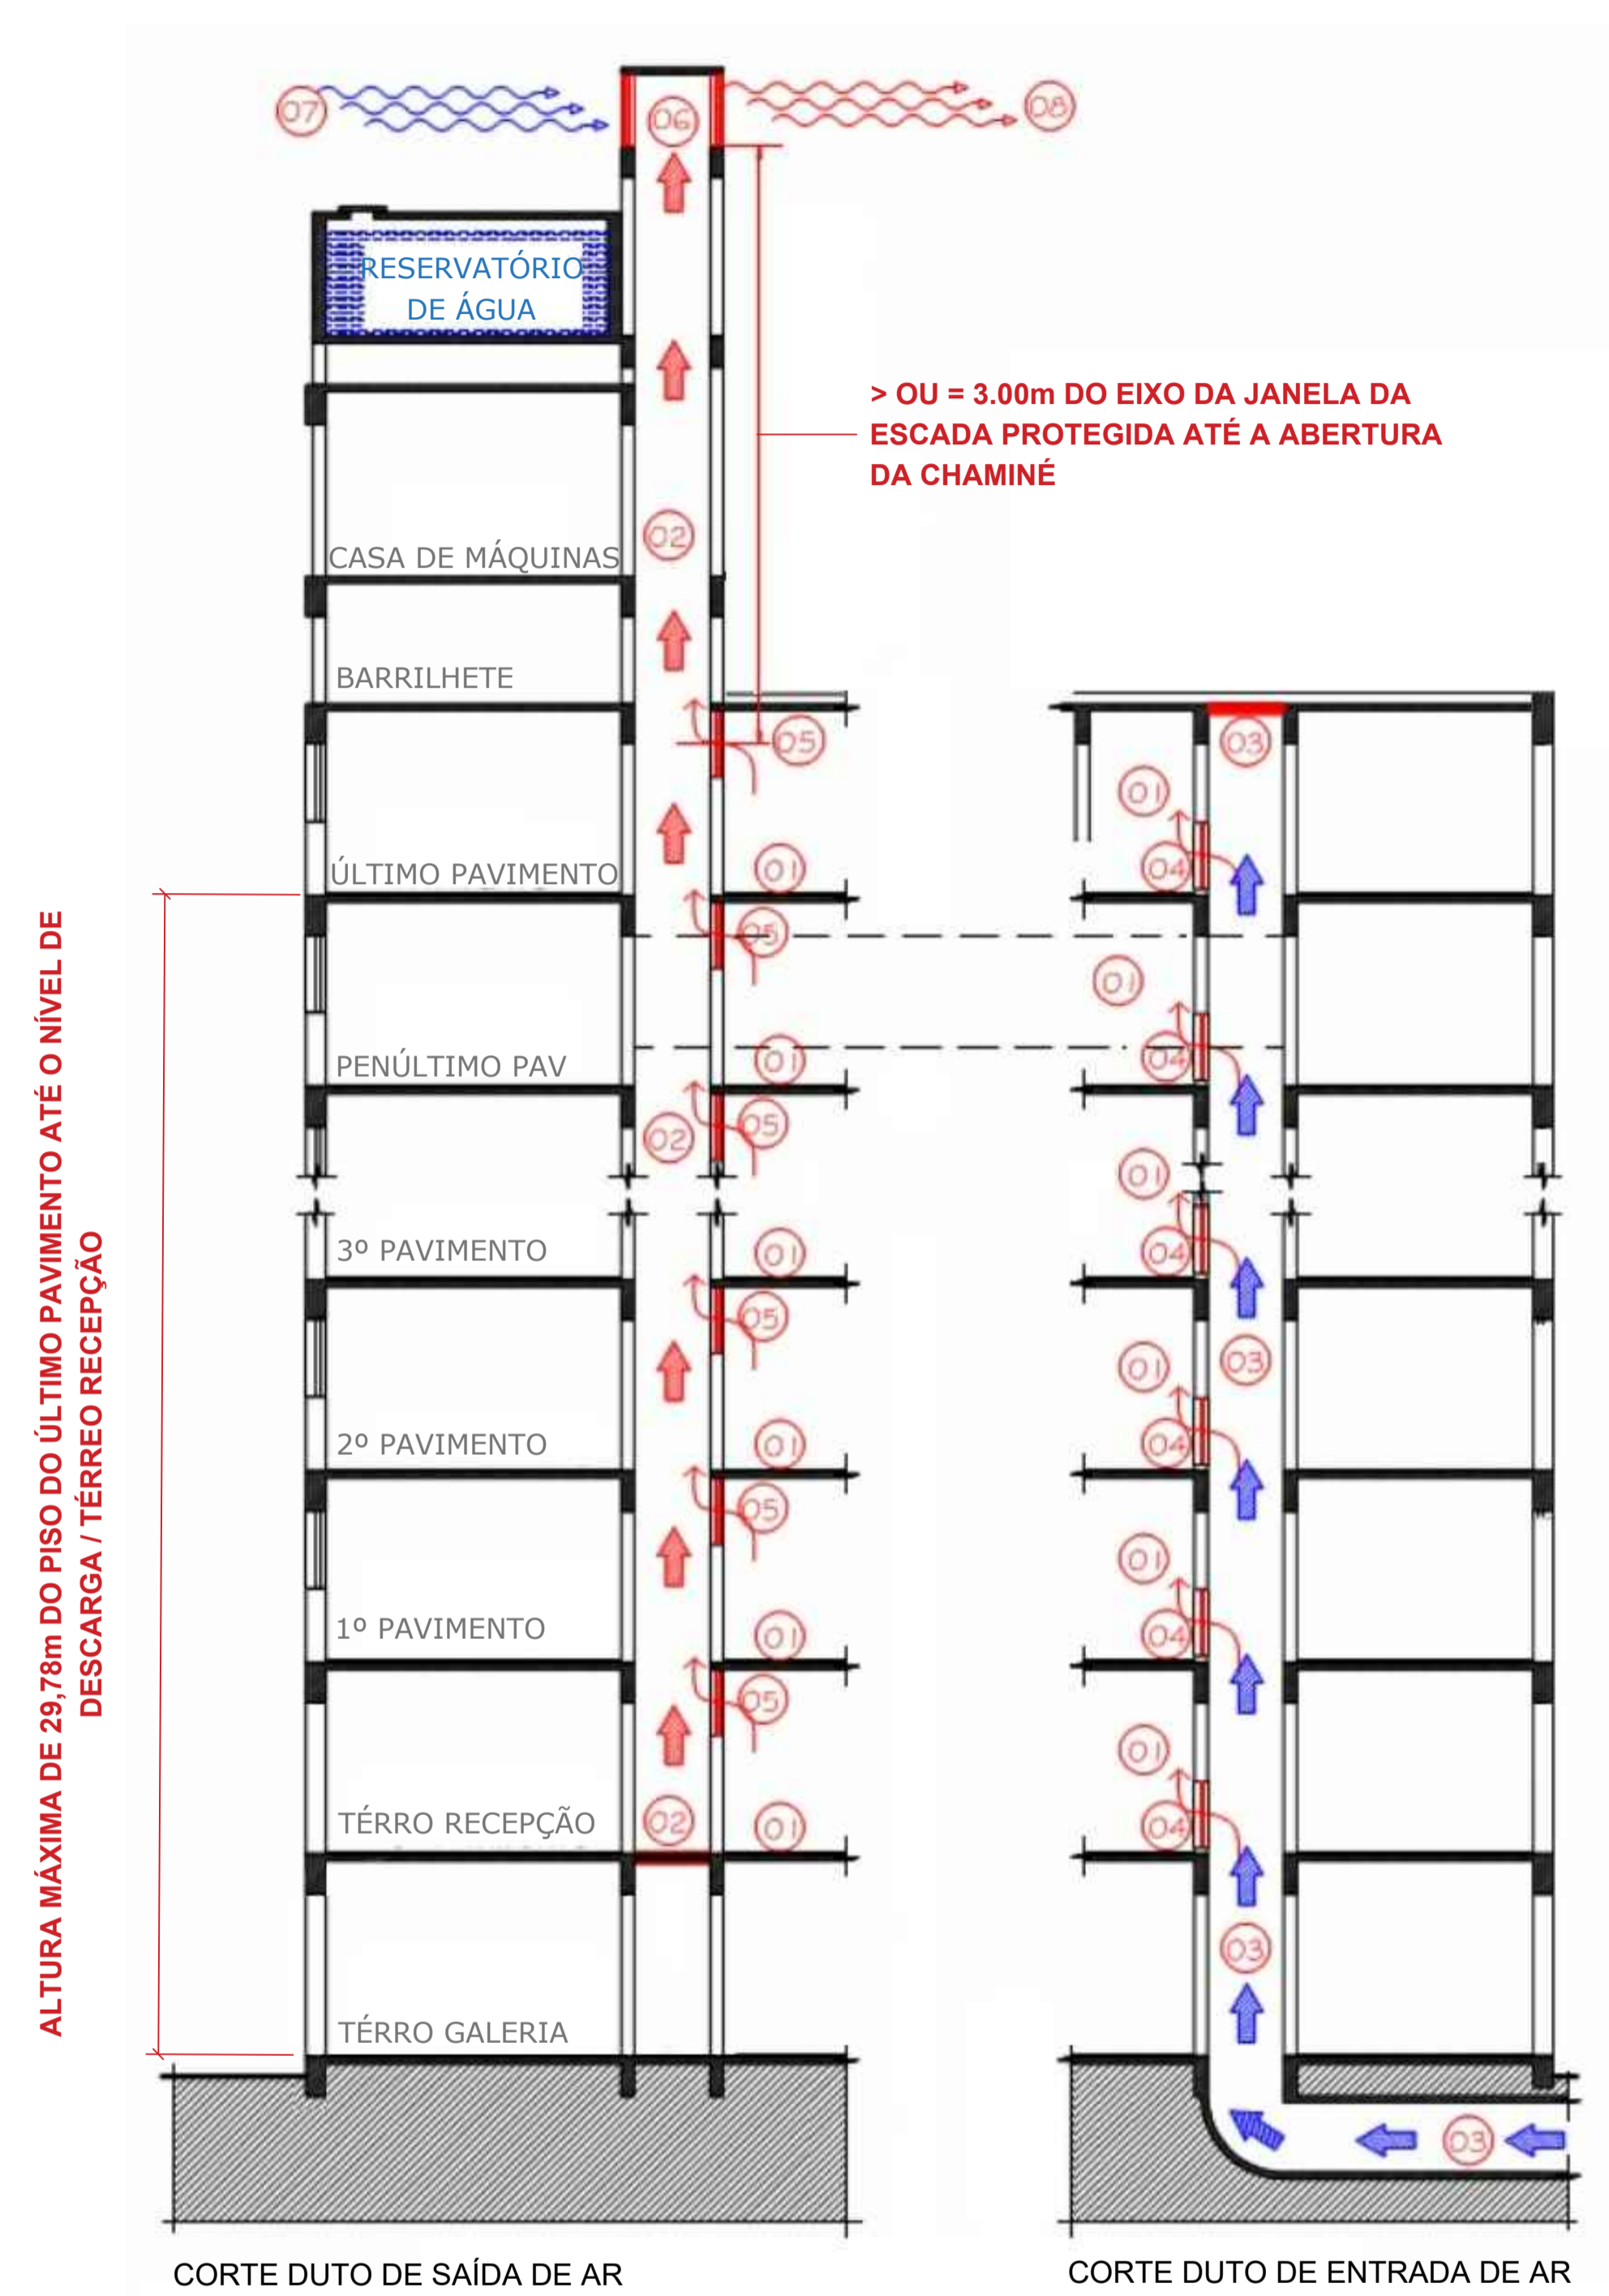 07
06
08
RESERVATÓRIO
DE ÁGUA
> OU = 3.00m DO EIXO DA JANELA DA
ESCADA PROTEGIDA ATÉ A ABERTURA
DA CHAMINÉ
02
CASA DE MÁQUINAS
BARRILHETE
05
03
01
04
ÚLTIMO PAVIMENTO
01
05
01
04
PENÚLTIMO PAV
01
02
05
01
04
3º PAVIMENTO
01
05
03
01
04
2º PAVIMENTO
01
05
01
04
1º PAVIMENTO
01
05
01
04
TÉRRO RECEPÇÃO
02
01
03
TÉRRO GALERIA
03
ALTURA MÁXIMA DE 29,78m DO PISO DO ÚLTIMO PAVIMENTO ATÉ O NÍVEL DE
DESCARGA / TÉRREO RECEPÇÃO
CORTE DUTO DE SAÍDA DE AR
CORTE DUTO DE ENTRADA DE AR